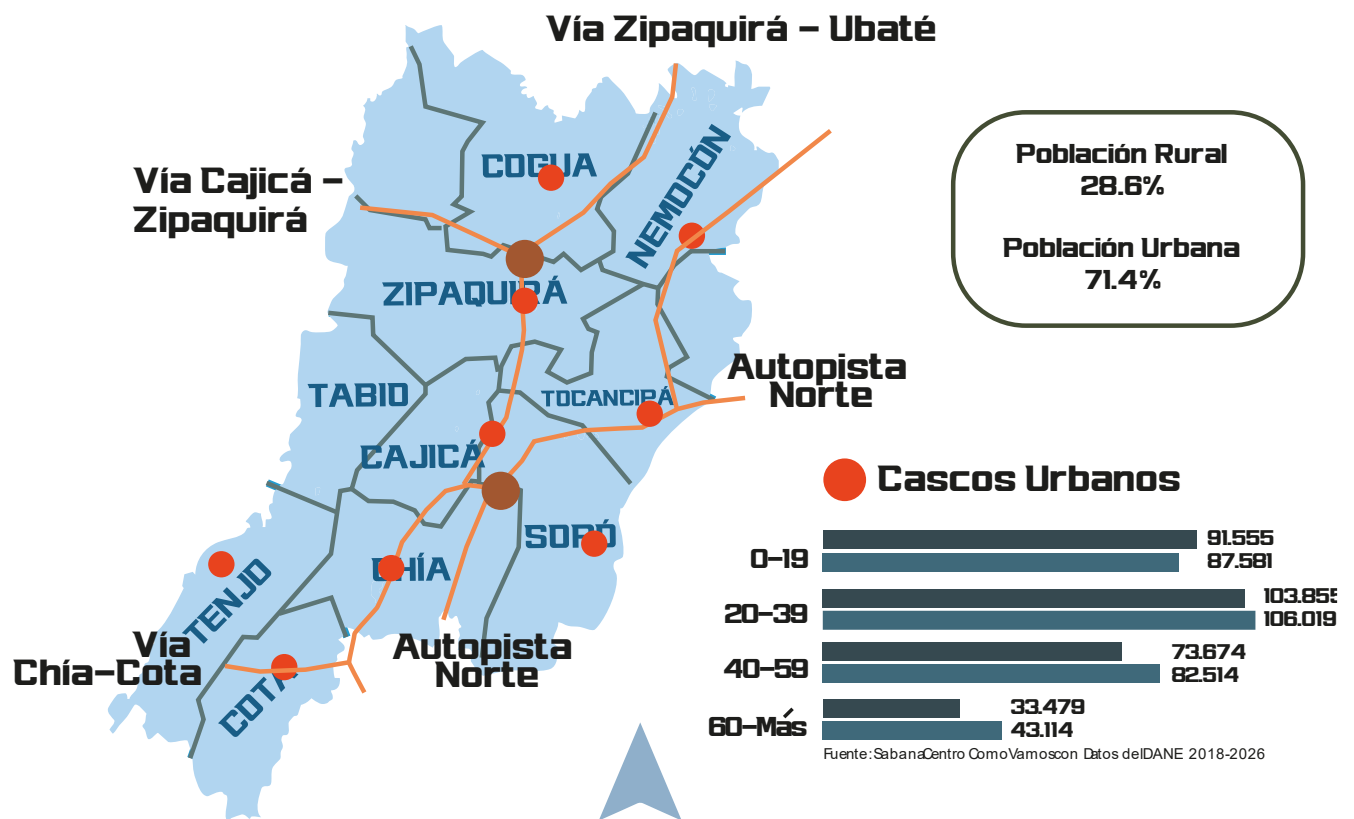 Vía Zipaquirá – Ubaté
Vía Cajicá –
Zipaquirá
COGUA
NEMOCÓN
ZIPAQUIRÁ
TABIO
TOCANCIPÁ
CAJICÁ
SOPÓ
CHÍA
TENJO
COTA
Autopista
Norte
Vía
Chía–Cota
Autopista
Norte
Población Rural
28.6%
Población Urbana
71.4%
Cascos Urbanos
0–19
91.555
87.581
20–39
103.855
106.019
40–59
73.674
82.514
60–Más
33.479
43.114
Fuente: Sabana Centro Como Vamos con Datos del DANE 2018-2026